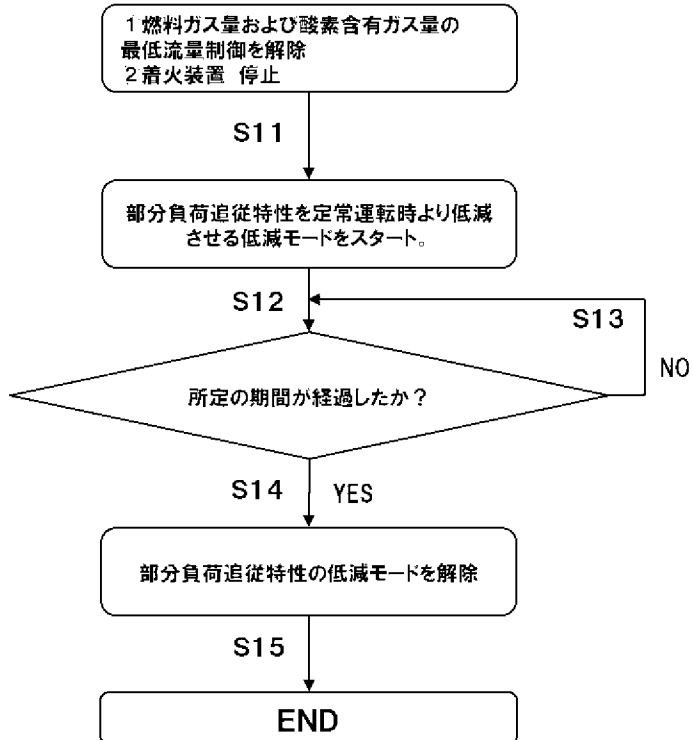 1 燃料ガス量および酸素含有ガス量の
最低流量制御を解除
2 着火装置 停止
S11
部分負荷追従特性を定常運転時より低減
させる低減モードをスタート。
S12
S13
NO
所定の期間が経過したか？
S14
YES
部分負荷追従特性の低減モードを解除
S15
END